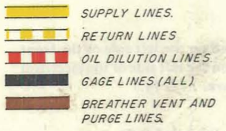 SUPPLY LINES.
RETURN LINES
OIL DILUTION LINES.
GAGE LINES.(ALL)
BREATHER VENT AND
PURGE LINES.